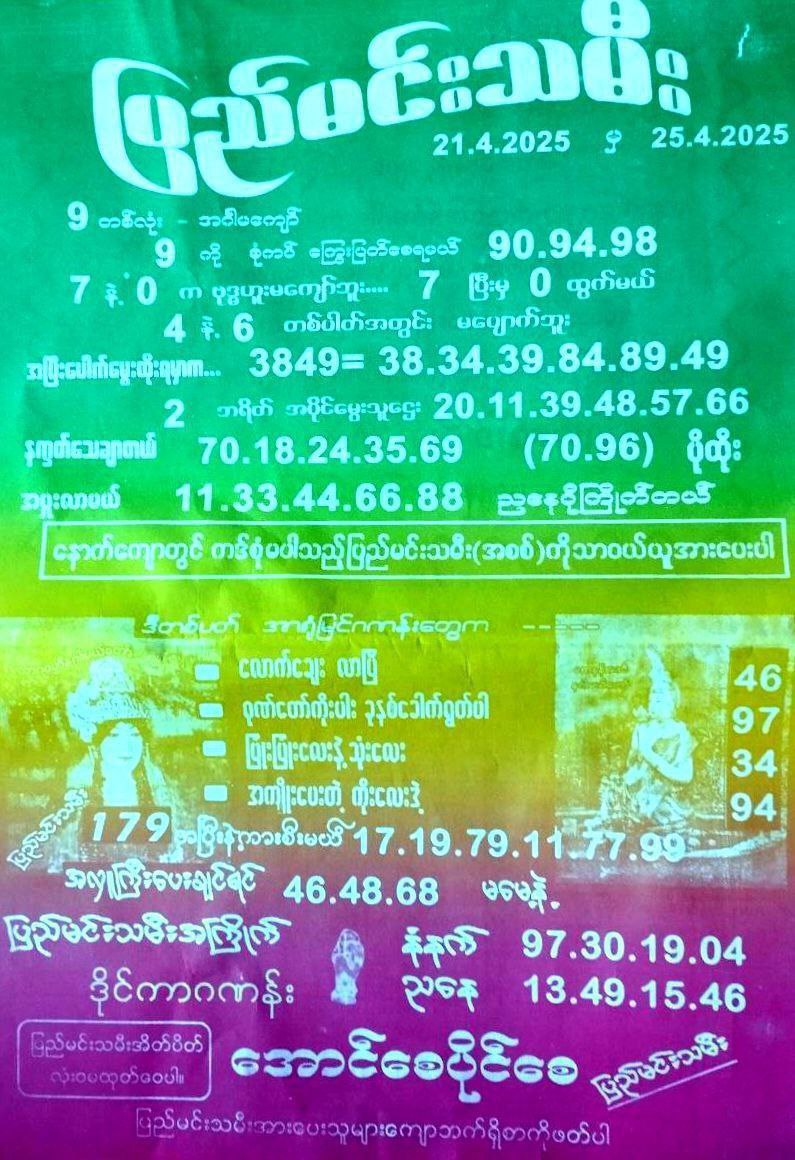 ပြည်မင်းသမီး
21.4.2025 မှ 25.4.2025
9 တစ်လုံး - အင်္ဂါမကျော်
9 ကို စုံကပ် ကြွေးပြတ်စေရမယ် 90.94.98
7 နဲ့ 0 က ဗုဒ္ဓဟူးမကျော်ဘူး.... 7 ပြီးမှ 0 ထွက်မယ်
4 နဲ့ 6 တစ်ပါတ်အတွင်း မပျောက်ဘူး
အပြီးပေါက်မွေးထိုးရမှာက... 3849= 38.34.39.84.89.49
2 ဘရိတ် အပိုင်မွေးသူဌေး 20.11.39.48.57.66
နက္ခတ်သေချာတယ် 70.18.24.35.69 (70.96) ပိုထိုး
အပူးလာမယ် 11.33.44.66.88 ညနေပိုကြိုက်တယ်
နောက်ကျောတွင် ကဒ်စုံမပါသည့်ပြည်မင်းသမီး(အစစ်)ကိုသာဝယ်ယူအားပေးပါ
ဒီတစ်ပတ် အာရုံမြင်ဂဏန်းတွေက
လောက်ချေး လာပြီ
ဂုဏ်တော်ကိုးပါး ခုနှစ်ခေါက်ရွတ်ပါ
ဖြူးဖြူးလေးနဲ့ သုံးလေး
အကျိုးပေးတဲ့ ကိုးလေးဒဲ့
46
97
34
94
ပြည်မင်းသမီး
179 အပြီးနဲ့ကားစီးမယ် 17.19.79.11.77.99
အလှူကြီးပေးချင်ရင် 46.48.68 မမေ့နဲ့
ပြည်မင်းသမီးအကြိုက် နံနက် 97.30.19.04
ဒိုင်ကာဂဏန်း ညနေ 13.49.15.46
ပြည်မင်းသမီးအိတ်ပိတ်
လုံးဝမထုတ်ဝေပါ။
အောင်စေပိုင်စေ
ပြည်မင်းသမီး
ပြည်မင်းသမီးအားပေးသူများကျောဘက်ရှိစာကိုဖတ်ပါ